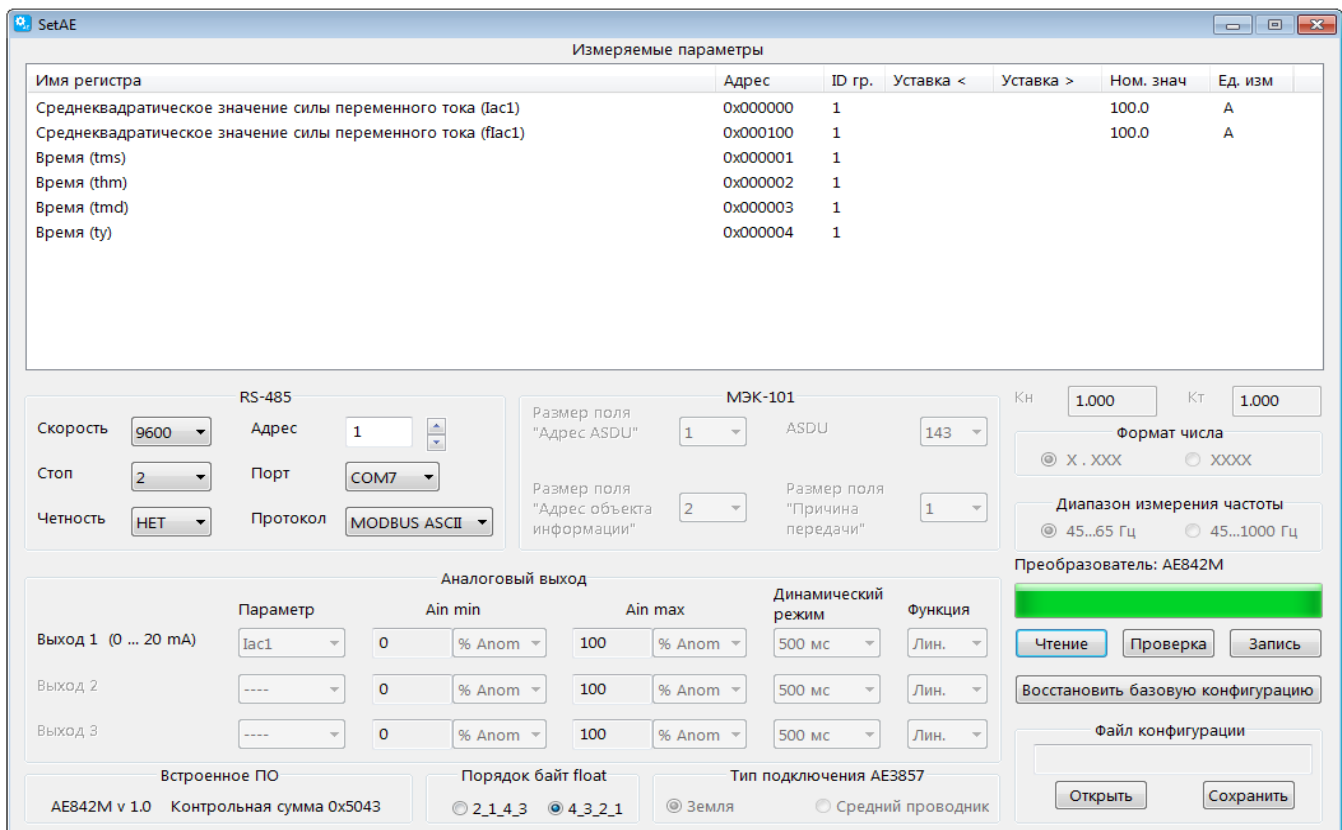 SetAE
Измеряемые параметры
Имя регистра Адрес ID гр. Уставка < Уставка > Ном. знач Ед. изм
Среднеквадратическое значение силы переменного тока (Iac1) 0x000000 1 100.0 A
Среднеквадратическое значение силы переменного тока (fIac1) 0x000100 1 100.0 A
Время (tms) 0x000001 1
Время (thm) 0x000002 1
Время (tmd) 0x000003 1
Время (ty) 0x000004 1
RS-485
Скорость 9600 Адрес 1
Стоп 2 Порт COM7
Четность НЕТ Протокол MODBUS ASCII
МЭК-101
Размер поля
"Адрес ASDU" 1 ASDU 143
Размер поля
"Адрес объекта
информации" 2
Размер поля
"Причина
передачи" 1
Кн 1.000 Кт 1.000
Формат числа
X . XXX XXXX
Диапазон измерения частоты
45...65 Гц 45...1000 Гц
Преобразователь: AE842M
Чтение Проверка Запись
Восстановить базовую конфигурацию
Файл конфигурации
Открыть Сохранить
Аналоговый выход
Параметр Ain min Ain max Динамический режим Функция
Выход 1 (0 ... 20 mA) Iac1 0 % Anom 100 % Anom 500 мс Лин.
Выход 2 ---- 0 % Anom 100 % Anom 500 мс Лин.
Выход 3 ---- 0 % Anom 100 % Anom 500 мс Лин.
Встроенное ПО
AE842M v 1.0 Контрольная сумма 0x5043
Порядок байт float
2_1_4_3 4_3_2_1
Тип подключения AE3857
Земля Средний проводник